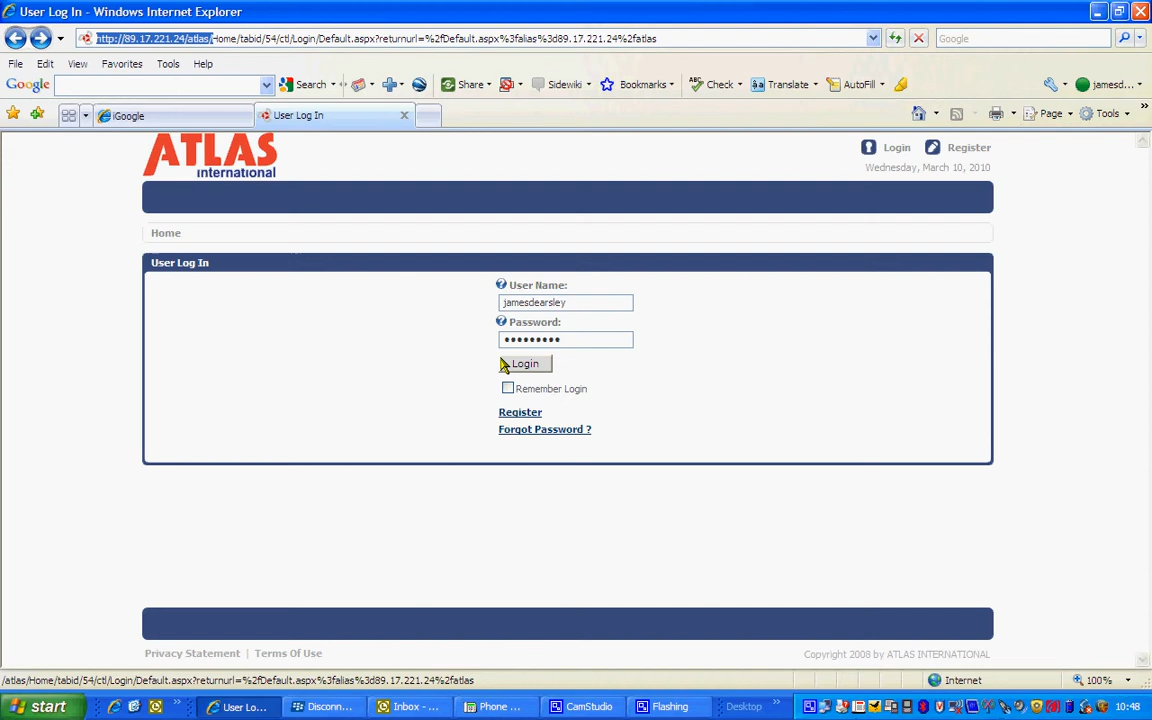 User Log In - Windows Internet Explorer
http://89.17.221.24/atlas/Home/tabid/54/ctl/Login/Default.aspx?returnurl=%2fDefault.aspx%3falias%3d89.17.221.24%2fatlas
Google
File Edit View Favorites Tools Help
Google Search Share Sidewiki Bookmarks Check Translate AutoFill jamesd...
iGoogle User Log In Page Tools
ATLAS
international
Login Register
Wednesday, March 10, 2010
Home
User Log In
User Name:
jamesdearsley
Password:
•••••••••
Login
Remember Login
Register
Forgot Password ?
Privacy Statement | Terms Of Use
Copyright 2008 by ATLAS INTERNATIONAL
/atlas/Home/tabid/54/ctl/Login/Default.aspx?returnurl=%2fDefault.aspx%3falias%3d89.17.221.24%2fatlas
Internet 100%
start User Lo... Disconn... Inbox - ... Phone ... CamStudio Flashing Desktop 10:48